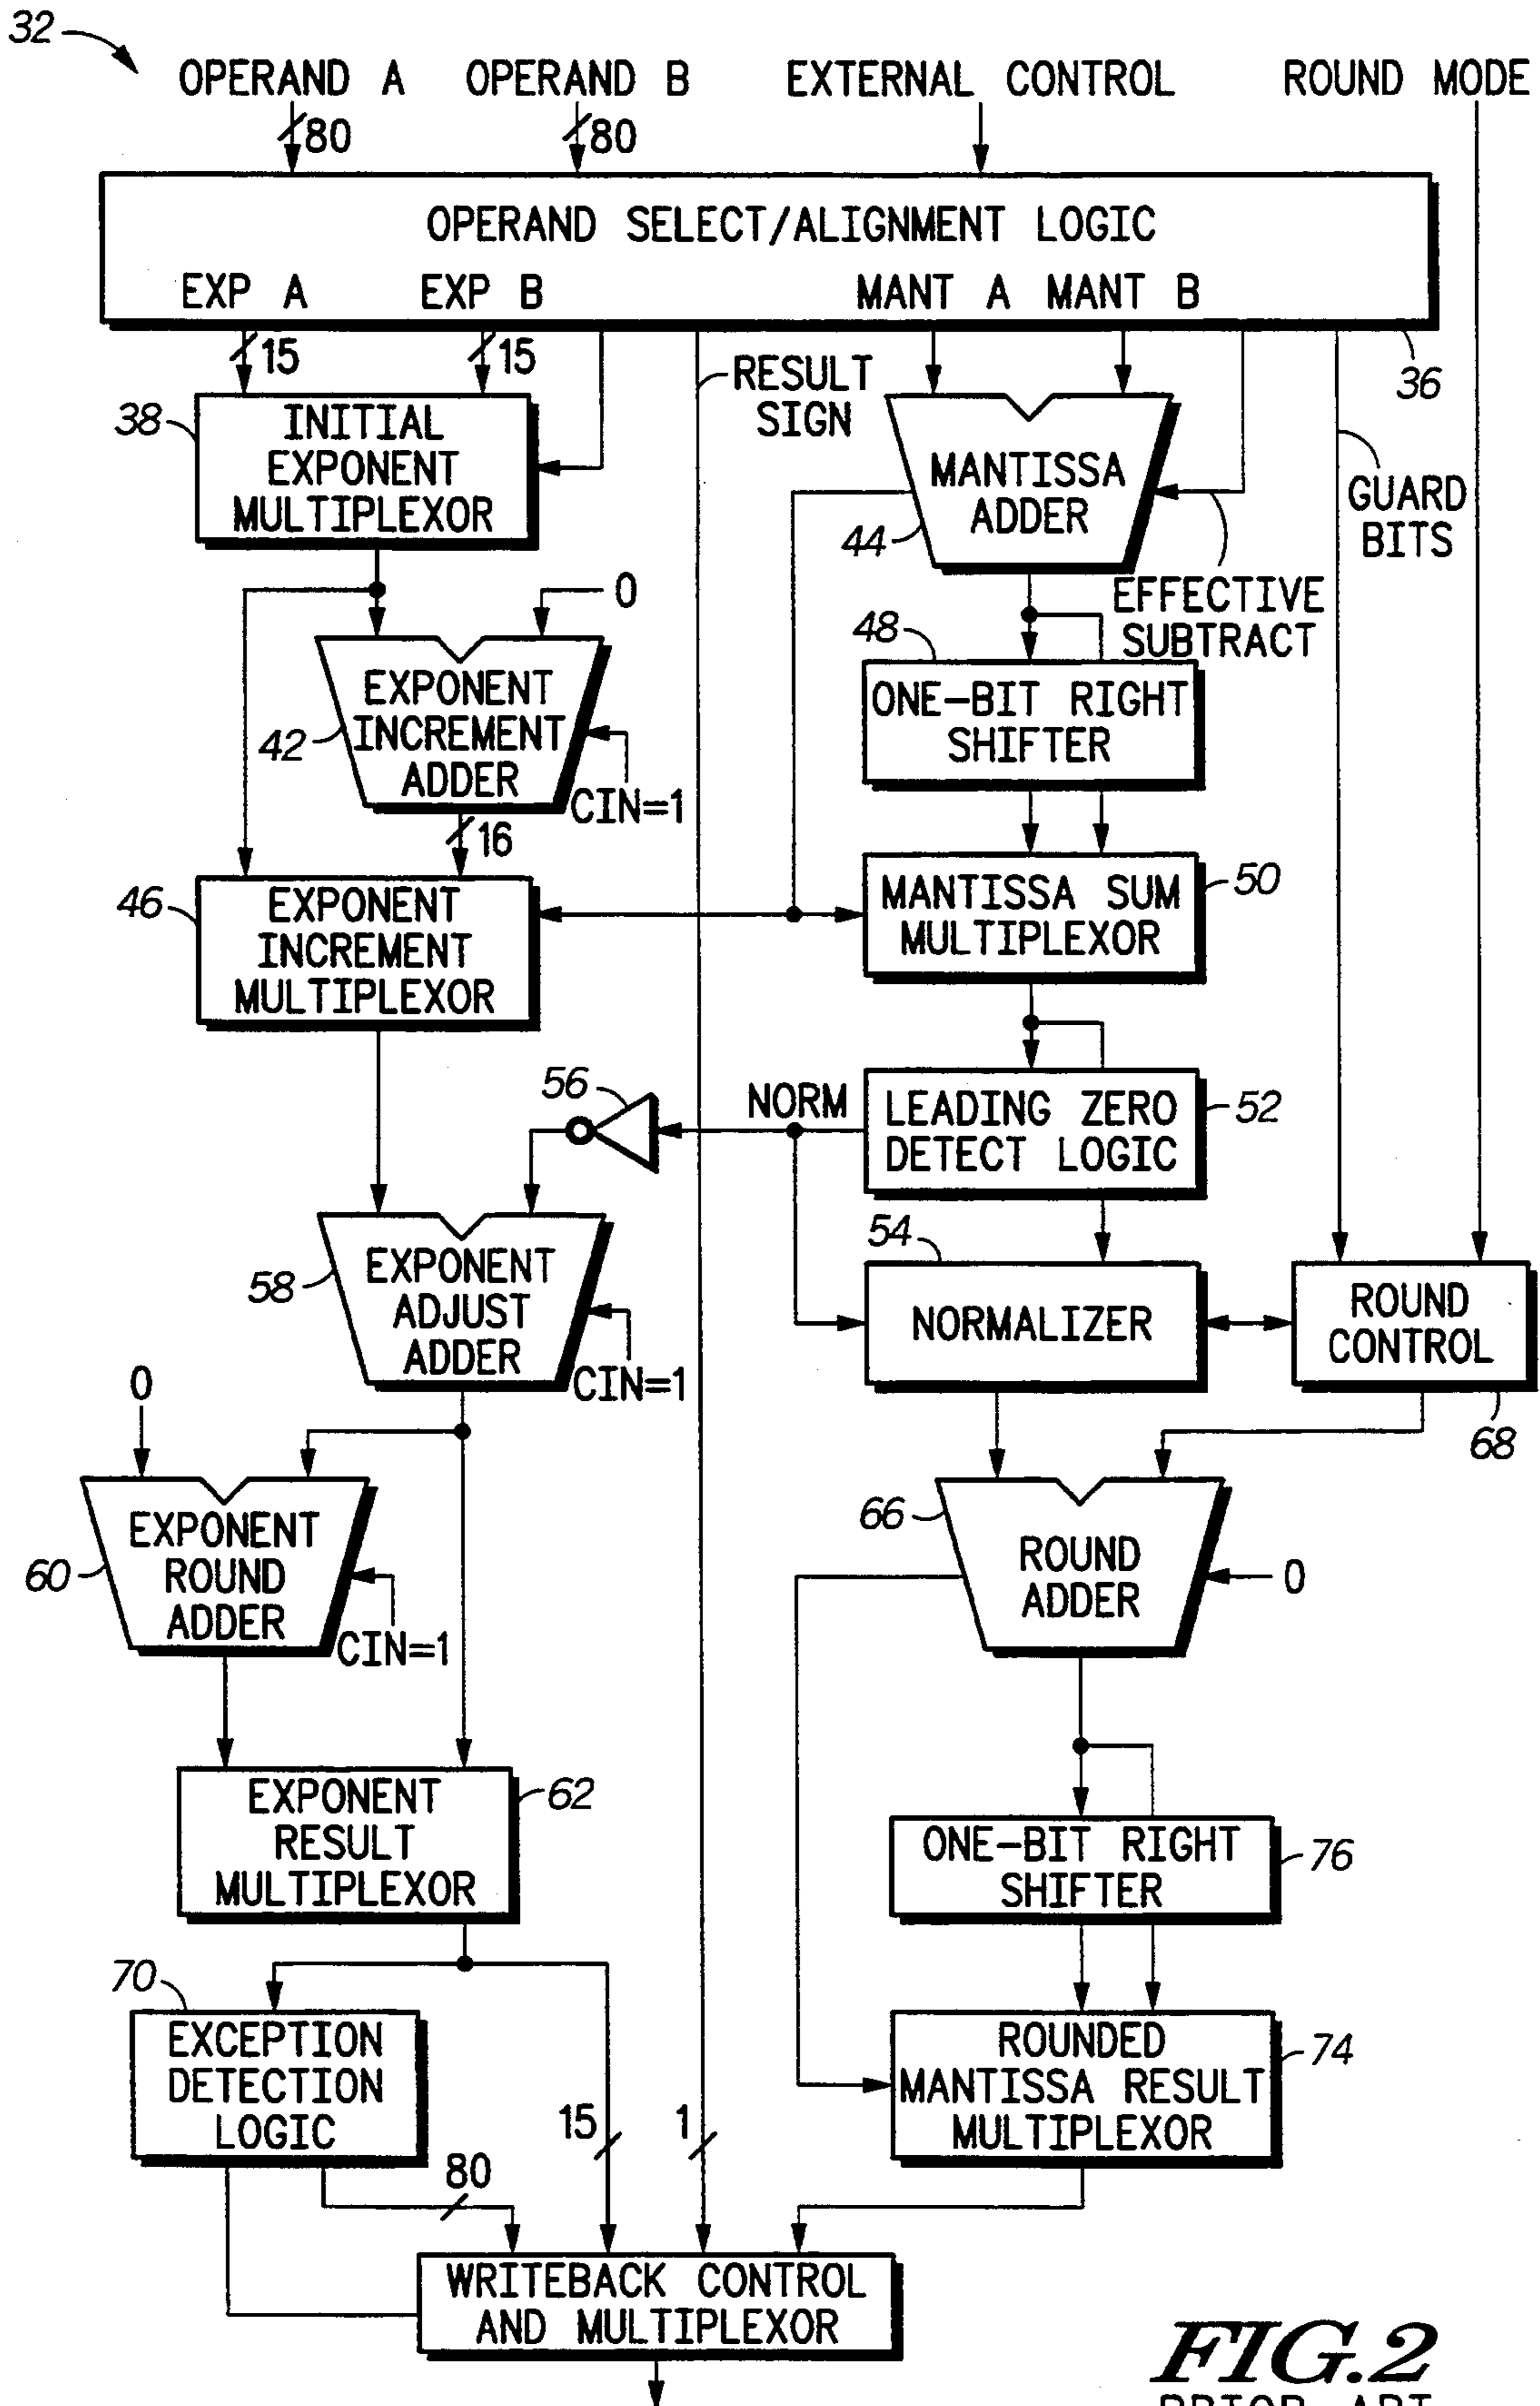 32
OPERAND A OPERAND B EXTERNAL CONTROL ROUND MODE
80 80
OPERAND SELECT/ALIGNMENT LOGIC
EXP A EXP B MANT A MANT B
15 15
36
RESULT
SIGN
38
INITIAL
EXPONENT
MULTIPLEXOR
MANTISSA
ADDER
44
GUARD
BITS
EFFECTIVE
SUBTRACT
0
42
EXPONENT
INCREMENT
ADDER
CIN=1
16
48
ONE-BIT RIGHT
SHIFTER
46
EXPONENT
INCREMENT
MULTIPLEXOR
MANTISSA SUM
MULTIPLEXOR
50
56
NORM
LEADING ZERO
DETECT LOGIC
52
58
EXPONENT
ADJUST
ADDER
CIN=1
54
NORMALIZER
ROUND
CONTROL
68
0
60
EXPONENT
ROUND
ADDER
CIN=1
66
ROUND
ADDER
0
EXPONENT
RESULT
MULTIPLEXOR
62
ONE-BIT RIGHT
SHIFTER
76
70
EXCEPTION
DETECTION
LOGIC
80
15
1
ROUNDED
MANTISSA RESULT
MULTIPLEXOR
74
WRITEBACK CONTROL
AND MULTIPLEXOR
FIG.2
PRIOR ART